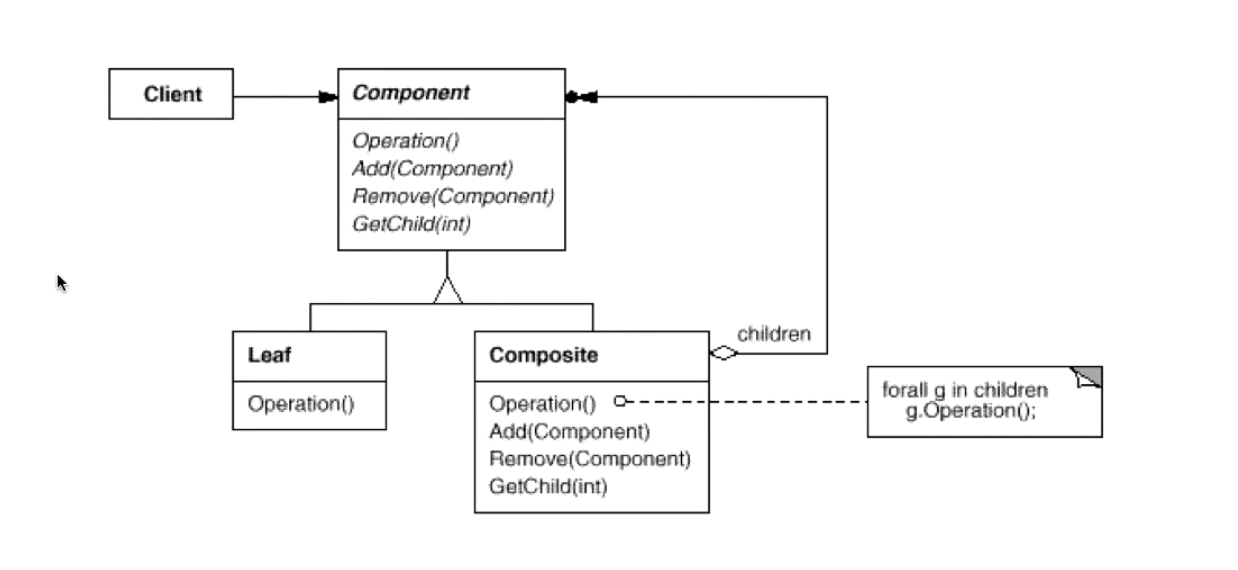 Client
Component
Operation()
Add(Component)
Remove(Component)
GetChild(int)
Leaf
Operation()
Composite
Operation()
Add(Component)
Remove(Component)
GetChild(int)
children
forall g in children
g.Operation();